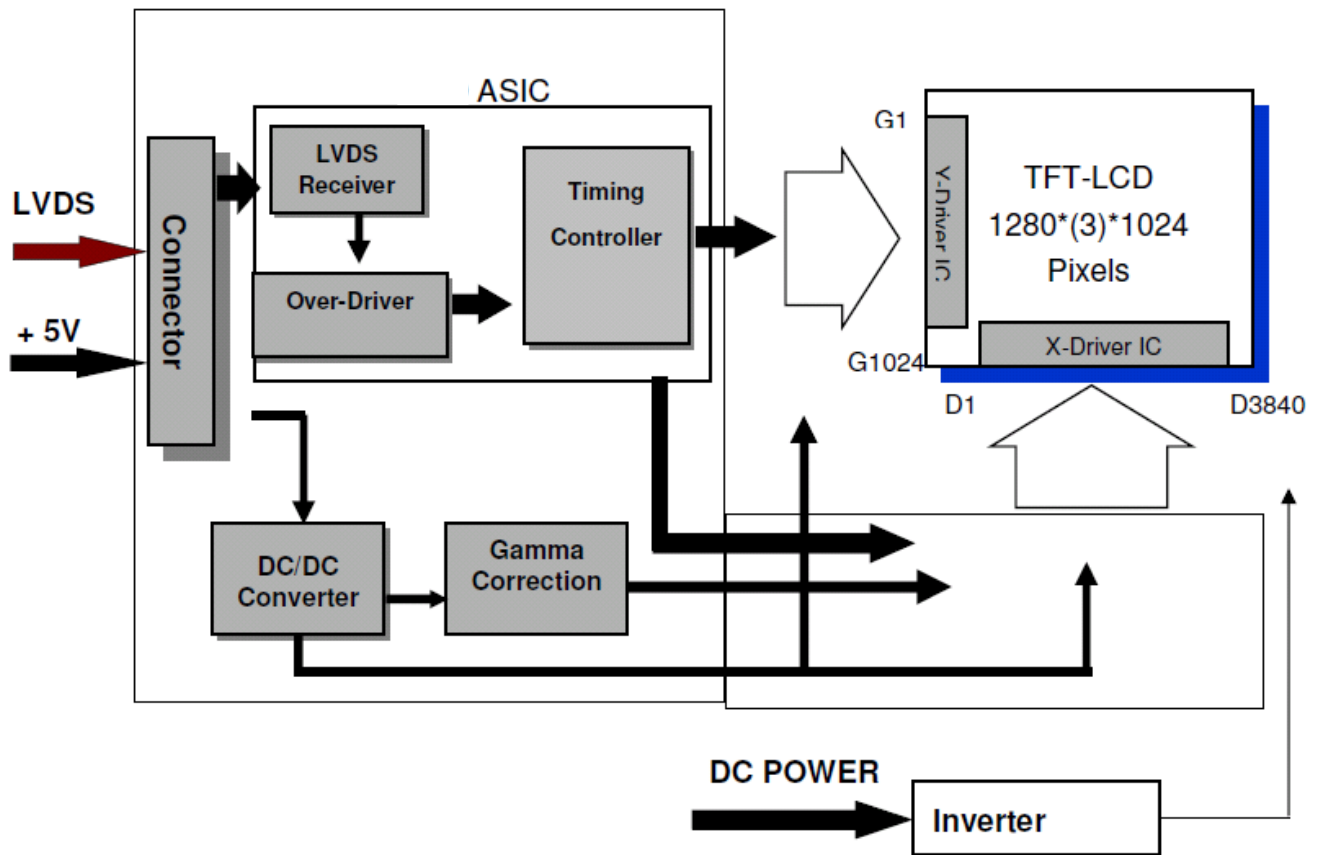 ASIC
LVDS
Receiver
Timing
Controller
Over-Driver
Connector
LVDS
+ 5V
G1
Y-Driver IC
TFT-LCD
1280*(3)*1024
Pixels
X-Driver IC
G1024
D1
D3840
DC/DC
Converter
Gamma
Correction
DC POWER
Inverter